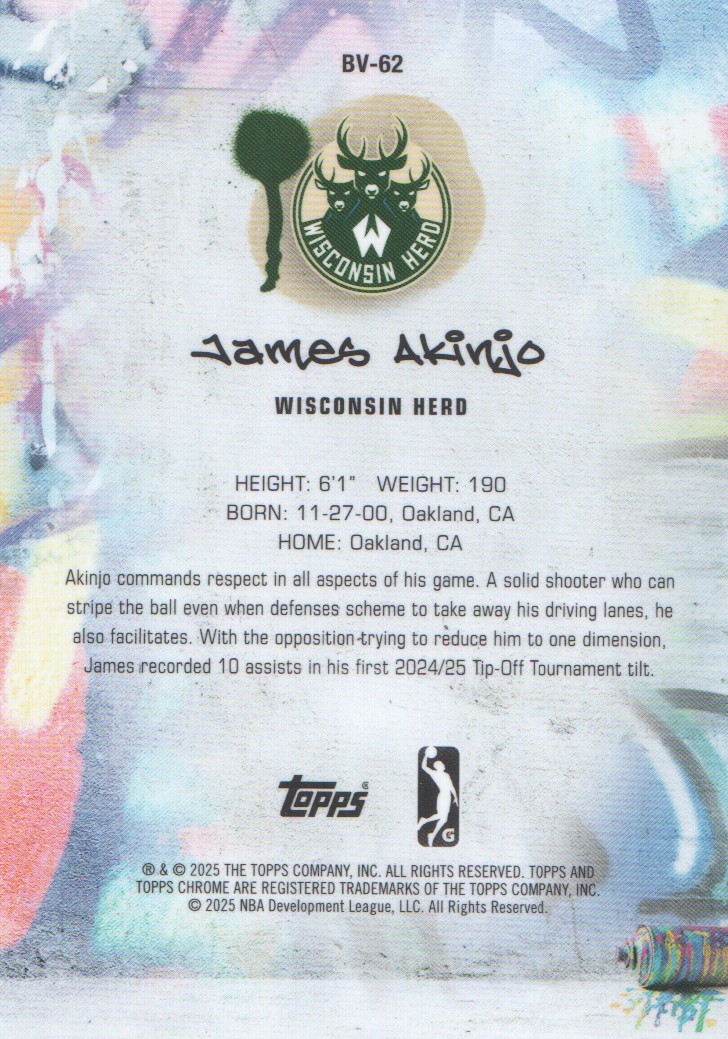 BV-62
WISCONSIN HERD
W
James Akinjo
WISCONSIN HERD
HEIGHT: 6'1" WEIGHT: 190
BORN: 11-27-00, Oakland, CA
HOME: Oakland, CA
Akinjo commands respect in all aspects of his game. A solid shooter who can
stripe the ball even when defenses scheme to take away his driving lanes, he
also facilitates. With the opposition trying to reduce him to one dimension,
James recorded 10 assists in his first 2024/25 Tip-Off Tournament tilt.
topps®
G
® & © 2025 THE TOPPS COMPANY, INC. ALL RIGHTS RESERVED. TOPPS AND
TOPPS CHROME ARE REGISTERED TRADEMARKS OF THE TOPPS COMPANY, INC.
© 2025 NBA Development League, LLC. All Rights Reserved.